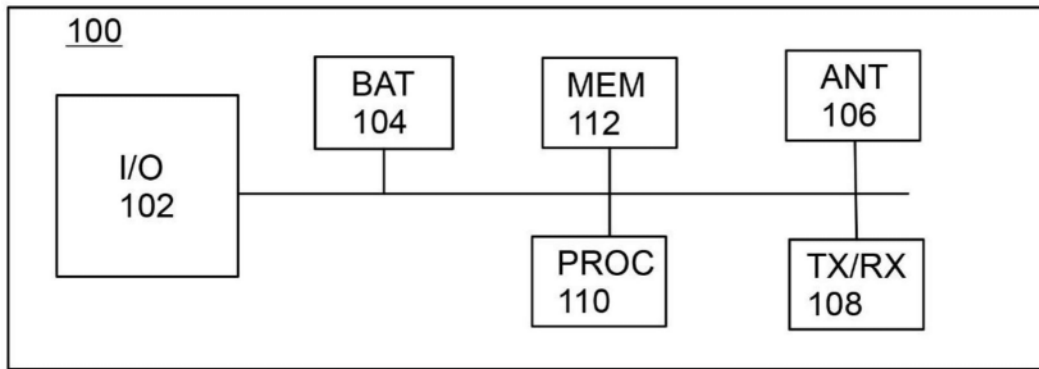 100
I/O
102
BAT
104
MEM
112
ANT
106
PROC
110
TX/RX
108